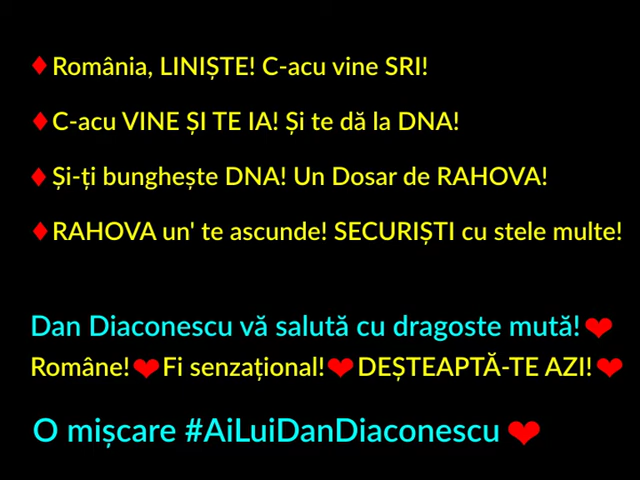 ♦România, LINIȘTE! C-acu vine SRI!
♦C-acu VINE ȘI TE IA! Și te dă la DNA!
♦Și-ți bunghește DNA! Un Dosar de RAHOVA!
♦RAHOVA un' te ascunde! SECURIȘTI cu stele multe!
Dan Diaconescu vă salută cu dragoste mută!❤
Române!❤Fi senzațional!❤DEȘTEAPTĂ-TE AZI!❤
O mișcare #AiLuiDanDiaconescu ❤